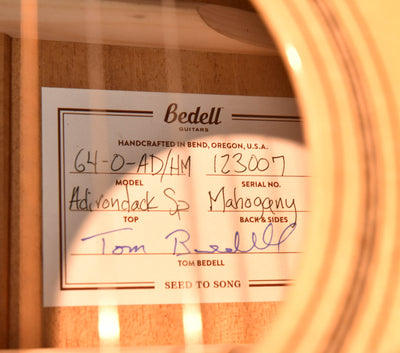 Bedell
GUITARS
HANDCRAFTED IN BEND, OREGON, U.S.A.
64-O-AD/HM 123007
MODEL SERIAL NO.
Adirondack Sp Mahogany
TOP BACK & SIDES
Tom Bedell
TOM BEDELL
SEED TO SONG